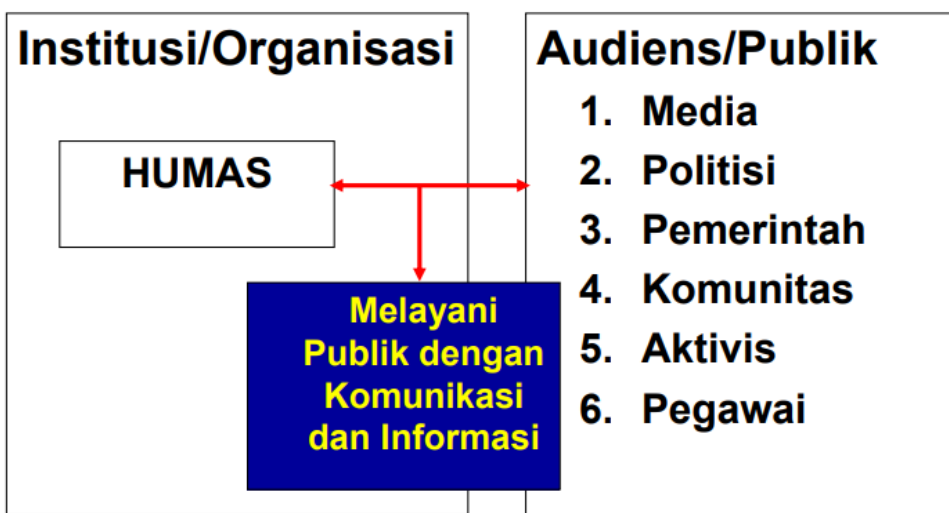 Institusi/Organisasi
HUMAS
Melayani
Publik dengan
Komunikasi
dan Informasi
Audiens/Publik
1. Media
2. Politisi
3. Pemerintah
4. Komunitas
5. Aktivis
6. Pegawai